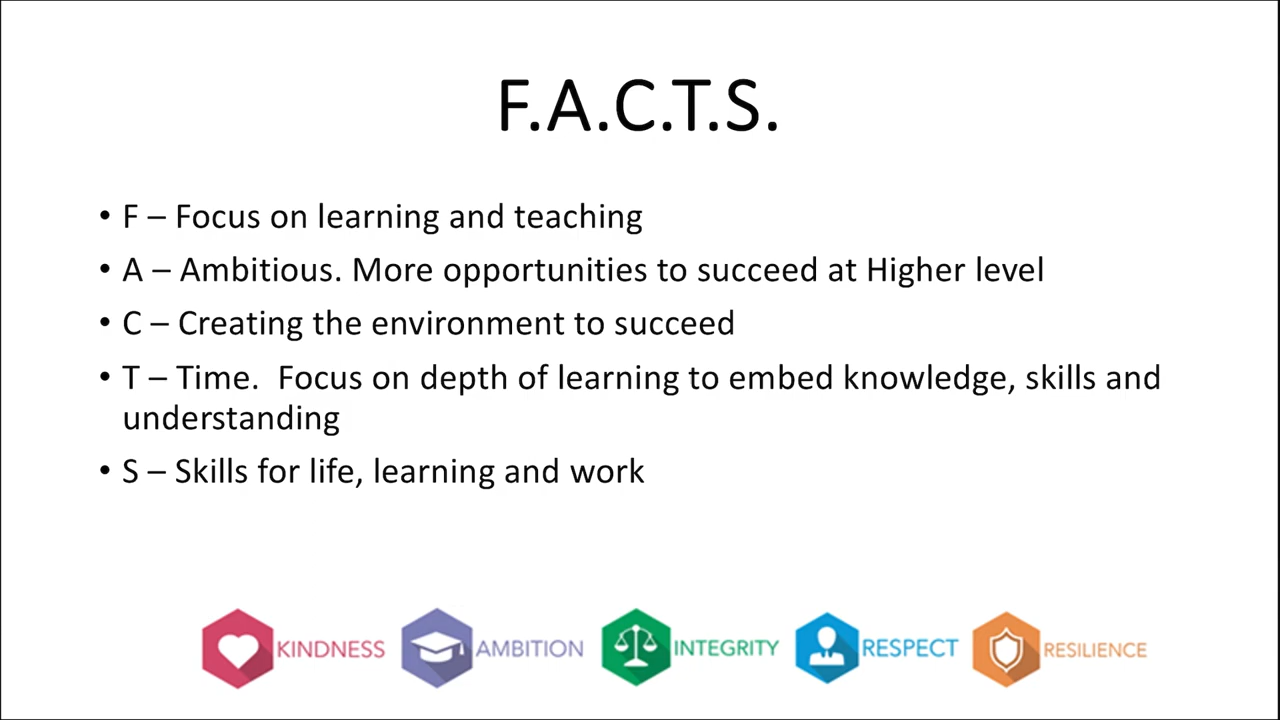 F.A.C.T.S.
• F – Focus on learning and teaching
• A – Ambitious. More opportunities to succeed at Higher level
• C – Creating the environment to succeed
• T – Time.  Focus on depth of learning to embed knowledge, skills and
understanding
• S – Skills for life, learning and work
KINDNESS AMBITION INTEGRITY RESPECT RESILIENCE